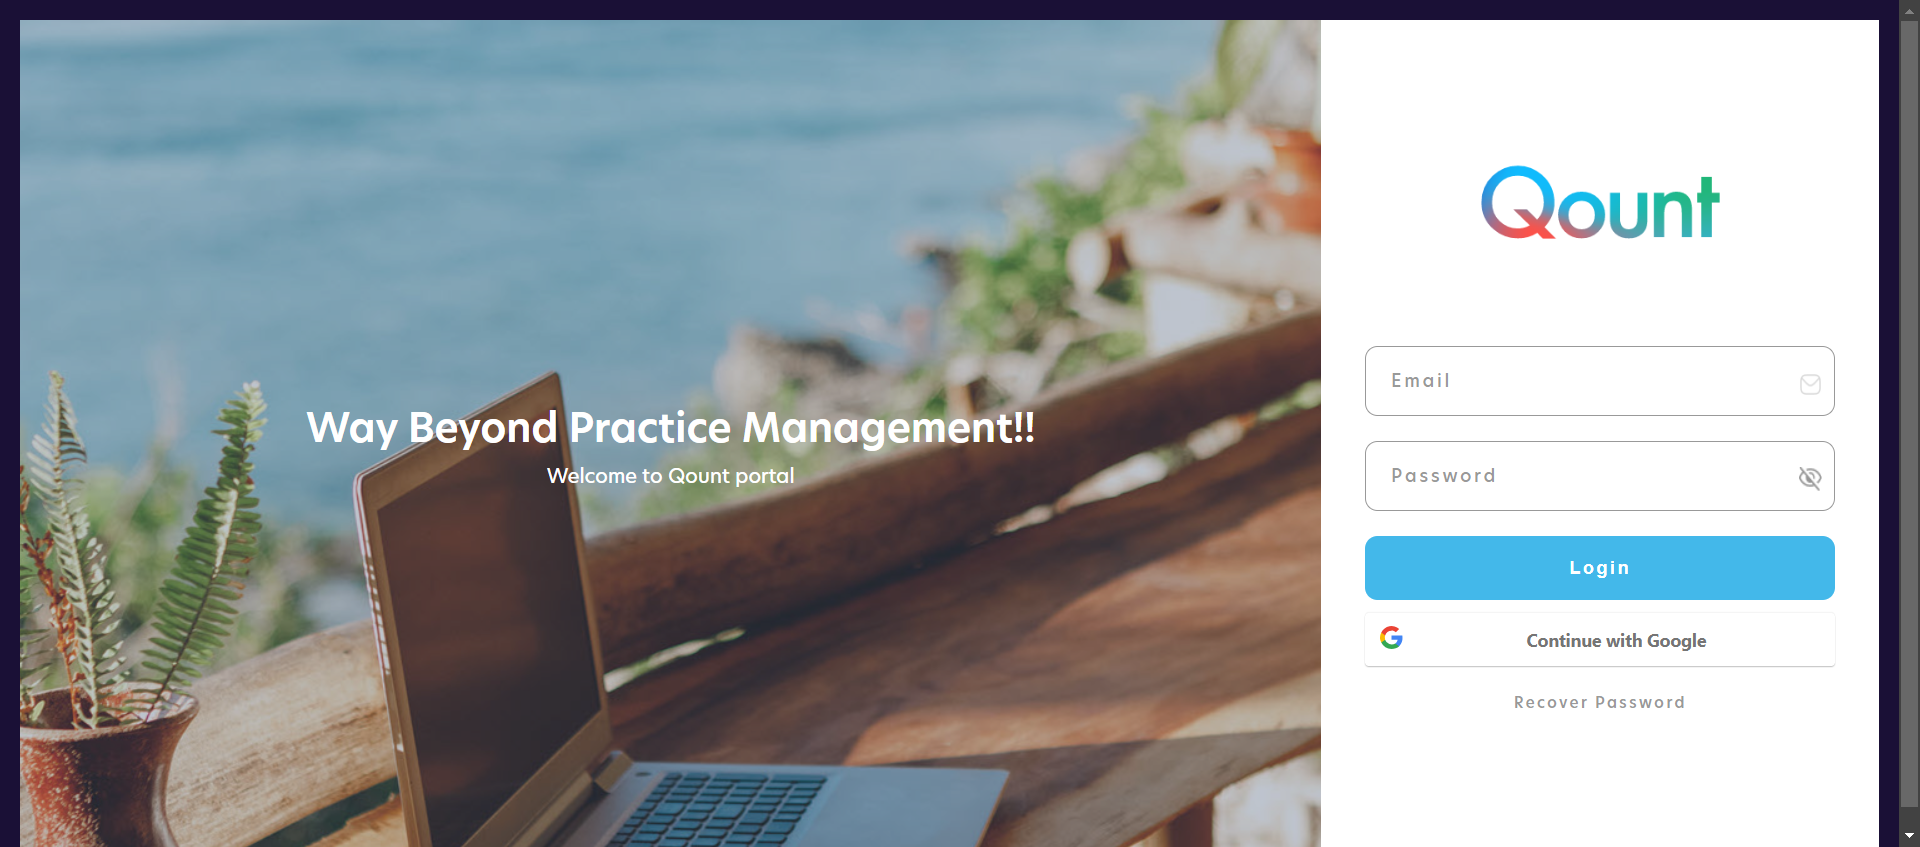 Way Beyond Practice Management!!
Welcome to Qount portal
Qount
Email
Password
Login
Continue with Google
Recover Password